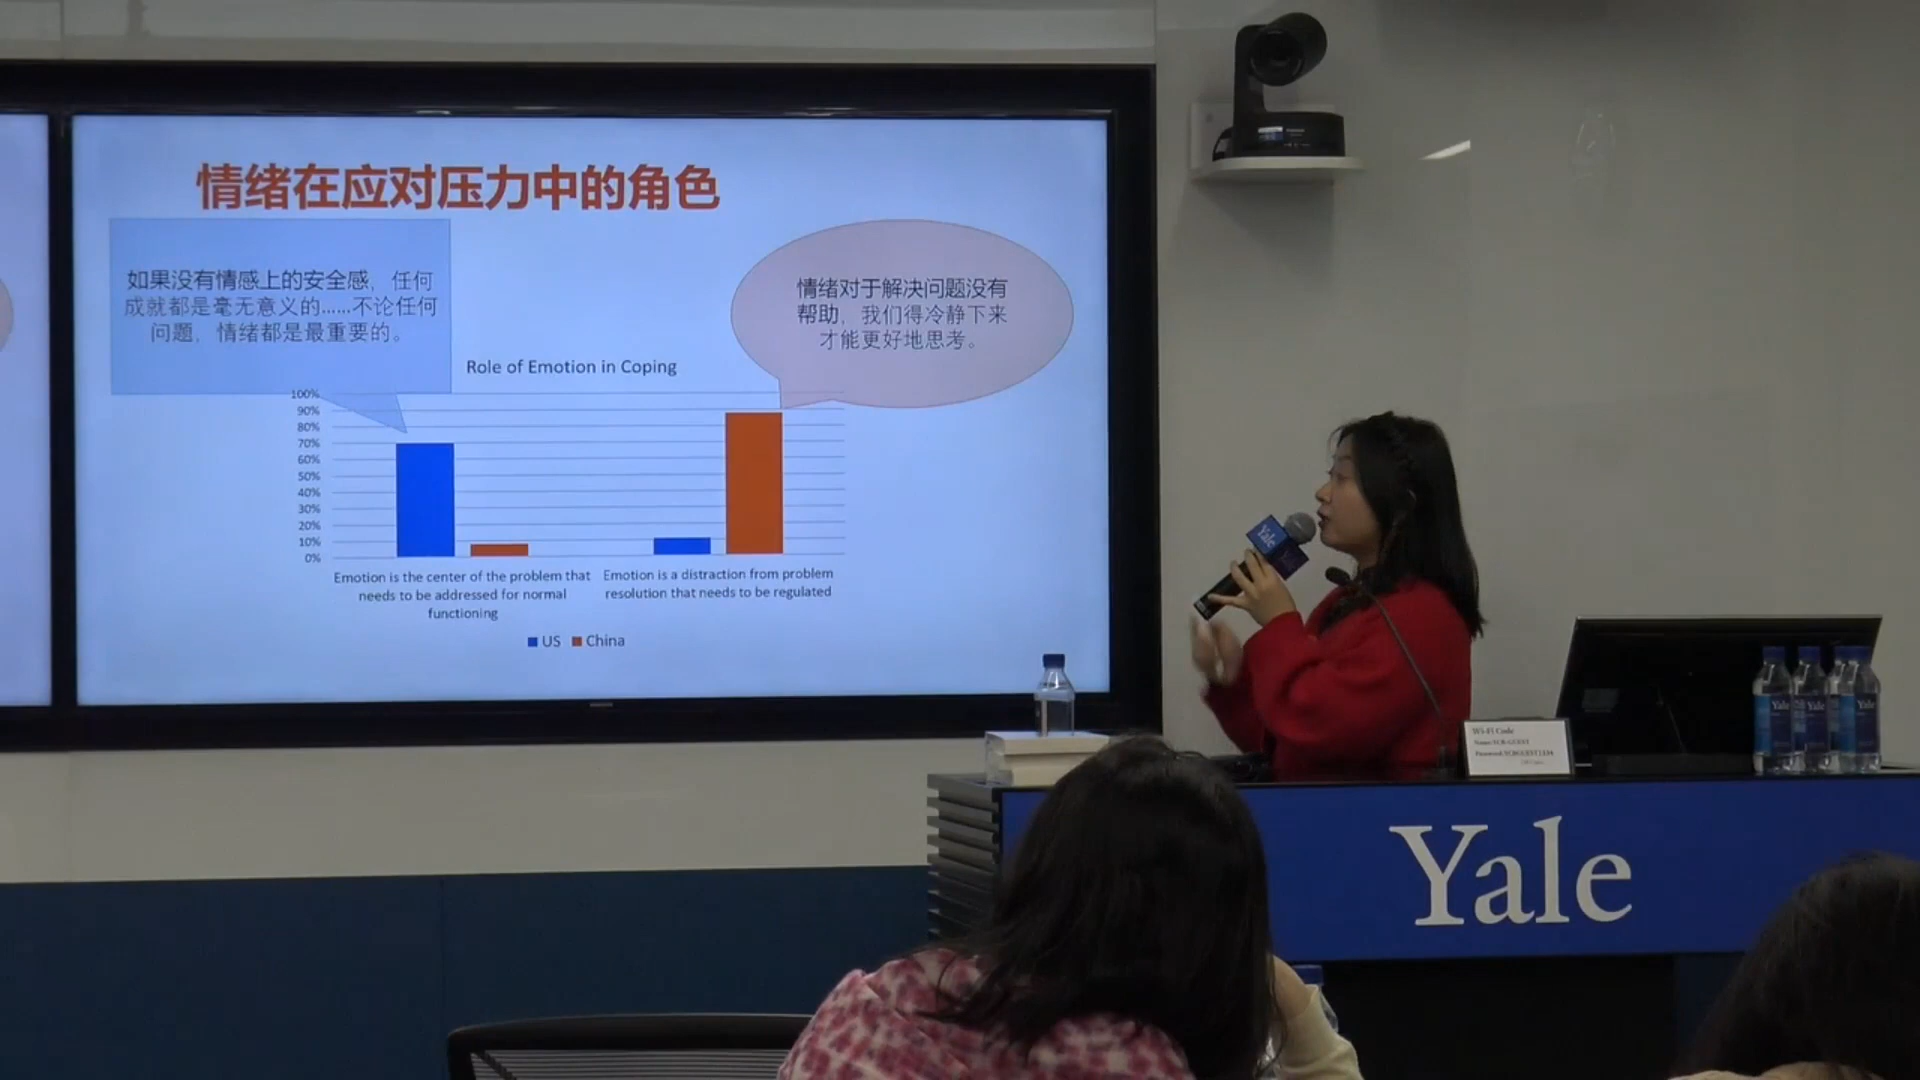 情绪在应对压力中的角色
如果没有情感上的安全感，任何
成就都是毫无意义的……不论任何
问题，情绪都是最重要的。
情绪对于解决问题没有
帮助，我们得冷静下来
才能更好地思考。
Role of Emotion in Coping
100%
90%
80%
70%
60%
50%
40%
30%
20%
10%
0%
Emotion is the center of the problem that
needs to be addressed for normal
functioning
Emotion is a distraction from problem
resolution that needs to be regulated
US China
Yale
Wi-Fi Code
Yale
Yale
Yale
Yale